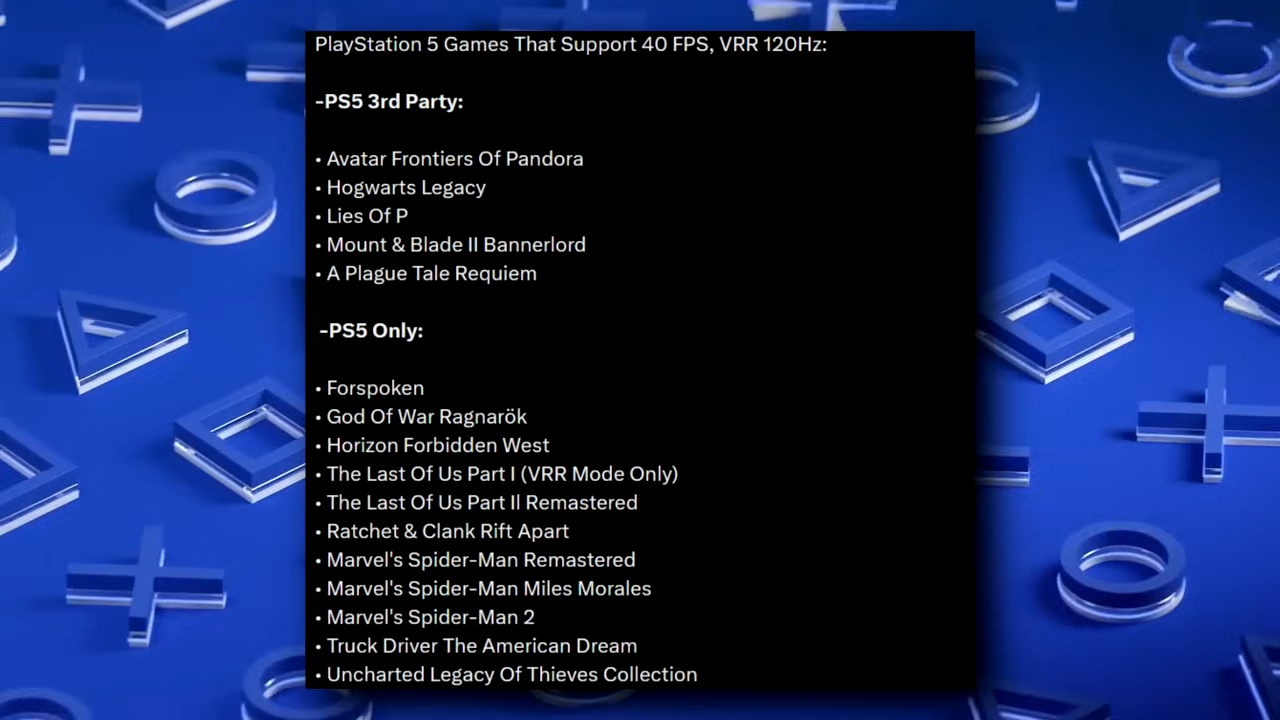 PlayStation 5 Games That Support 40 FPS, VRR 120Hz:
-PS5 3rd Party:
• Avatar Frontiers Of Pandora
• Hogwarts Legacy
• Lies Of P
• Mount & Blade II Bannerlord
• A Plague Tale Requiem
-PS5 Only:
• Forspoken
• God Of War Ragnarök
• Horizon Forbidden West
• The Last Of Us Part I (VRR Mode Only)
• The Last Of Us Part II Remastered
• Ratchet & Clank Rift Apart
• Marvel's Spider-Man Remastered
• Marvel's Spider-Man Miles Morales
• Marvel's Spider-Man 2
• Truck Driver The American Dream
• Uncharted Legacy Of Thieves Collection